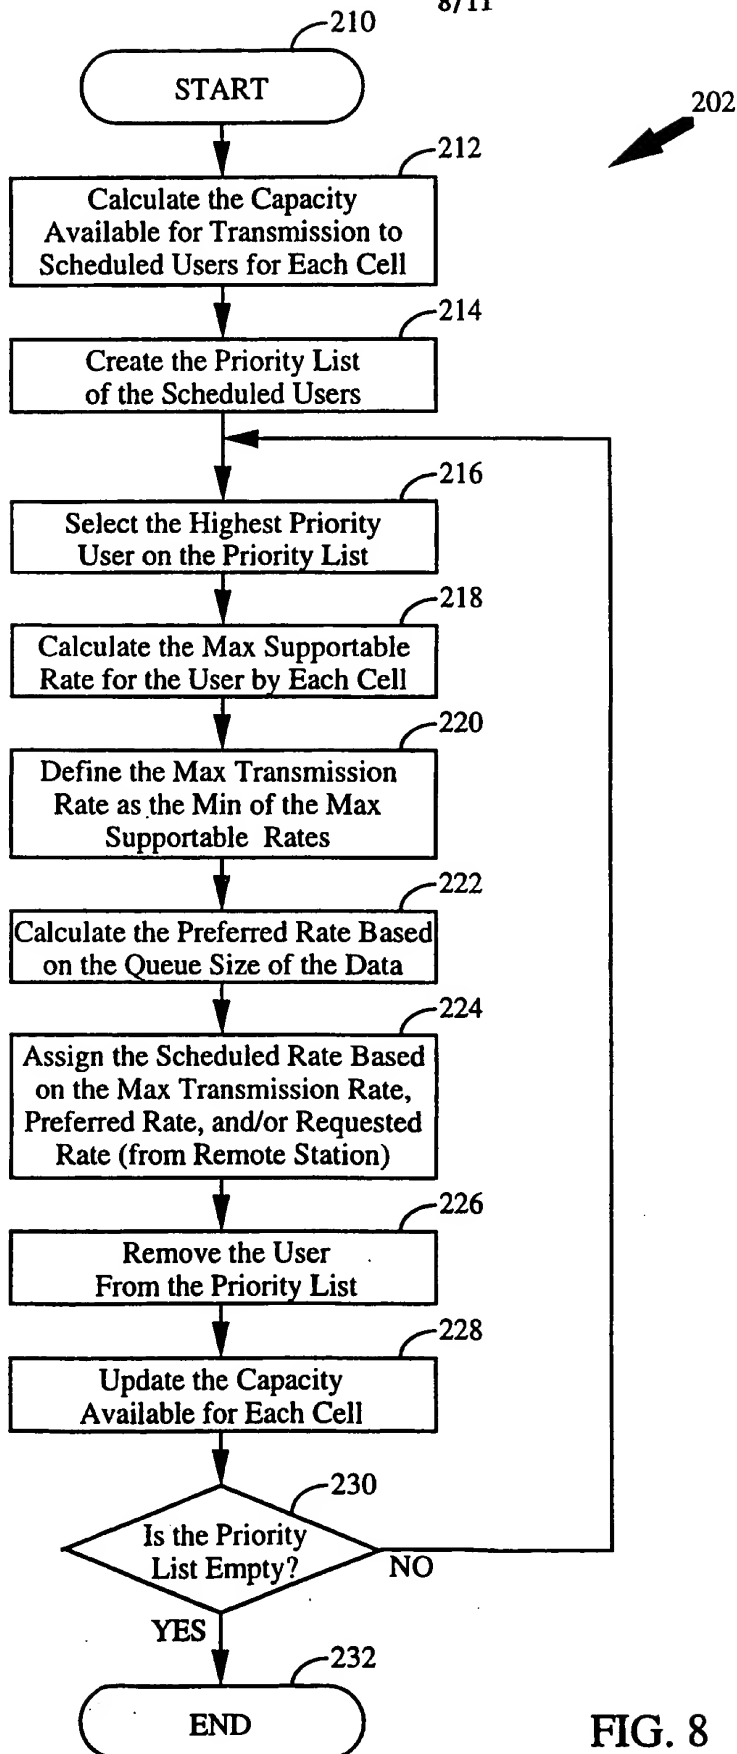 8/11
210
START
202
212
Calculate the Capacity
Available for Transmission to
Scheduled Users for Each Cell
214
Create the Priority List
of the Scheduled Users
216
Select the Highest Priority
User on the Priority List
218
Calculate the Max Supportable
Rate for the User by Each Cell
220
Define the Max Transmission
Rate as the Min of the Max
Supportable Rates
222
Calculate the Preferred Rate Based
on the Queue Size of the Data
224
Assign the Scheduled Rate Based
on the Max Transmission Rate,
Preferred Rate, and/or Requested
Rate (from Remote Station)
226
Remove the User
From the Priority List
228
Update the Capacity
Available for Each Cell
230
Is the Priority
List Empty?
NO
YES
232
END
FIG. 8